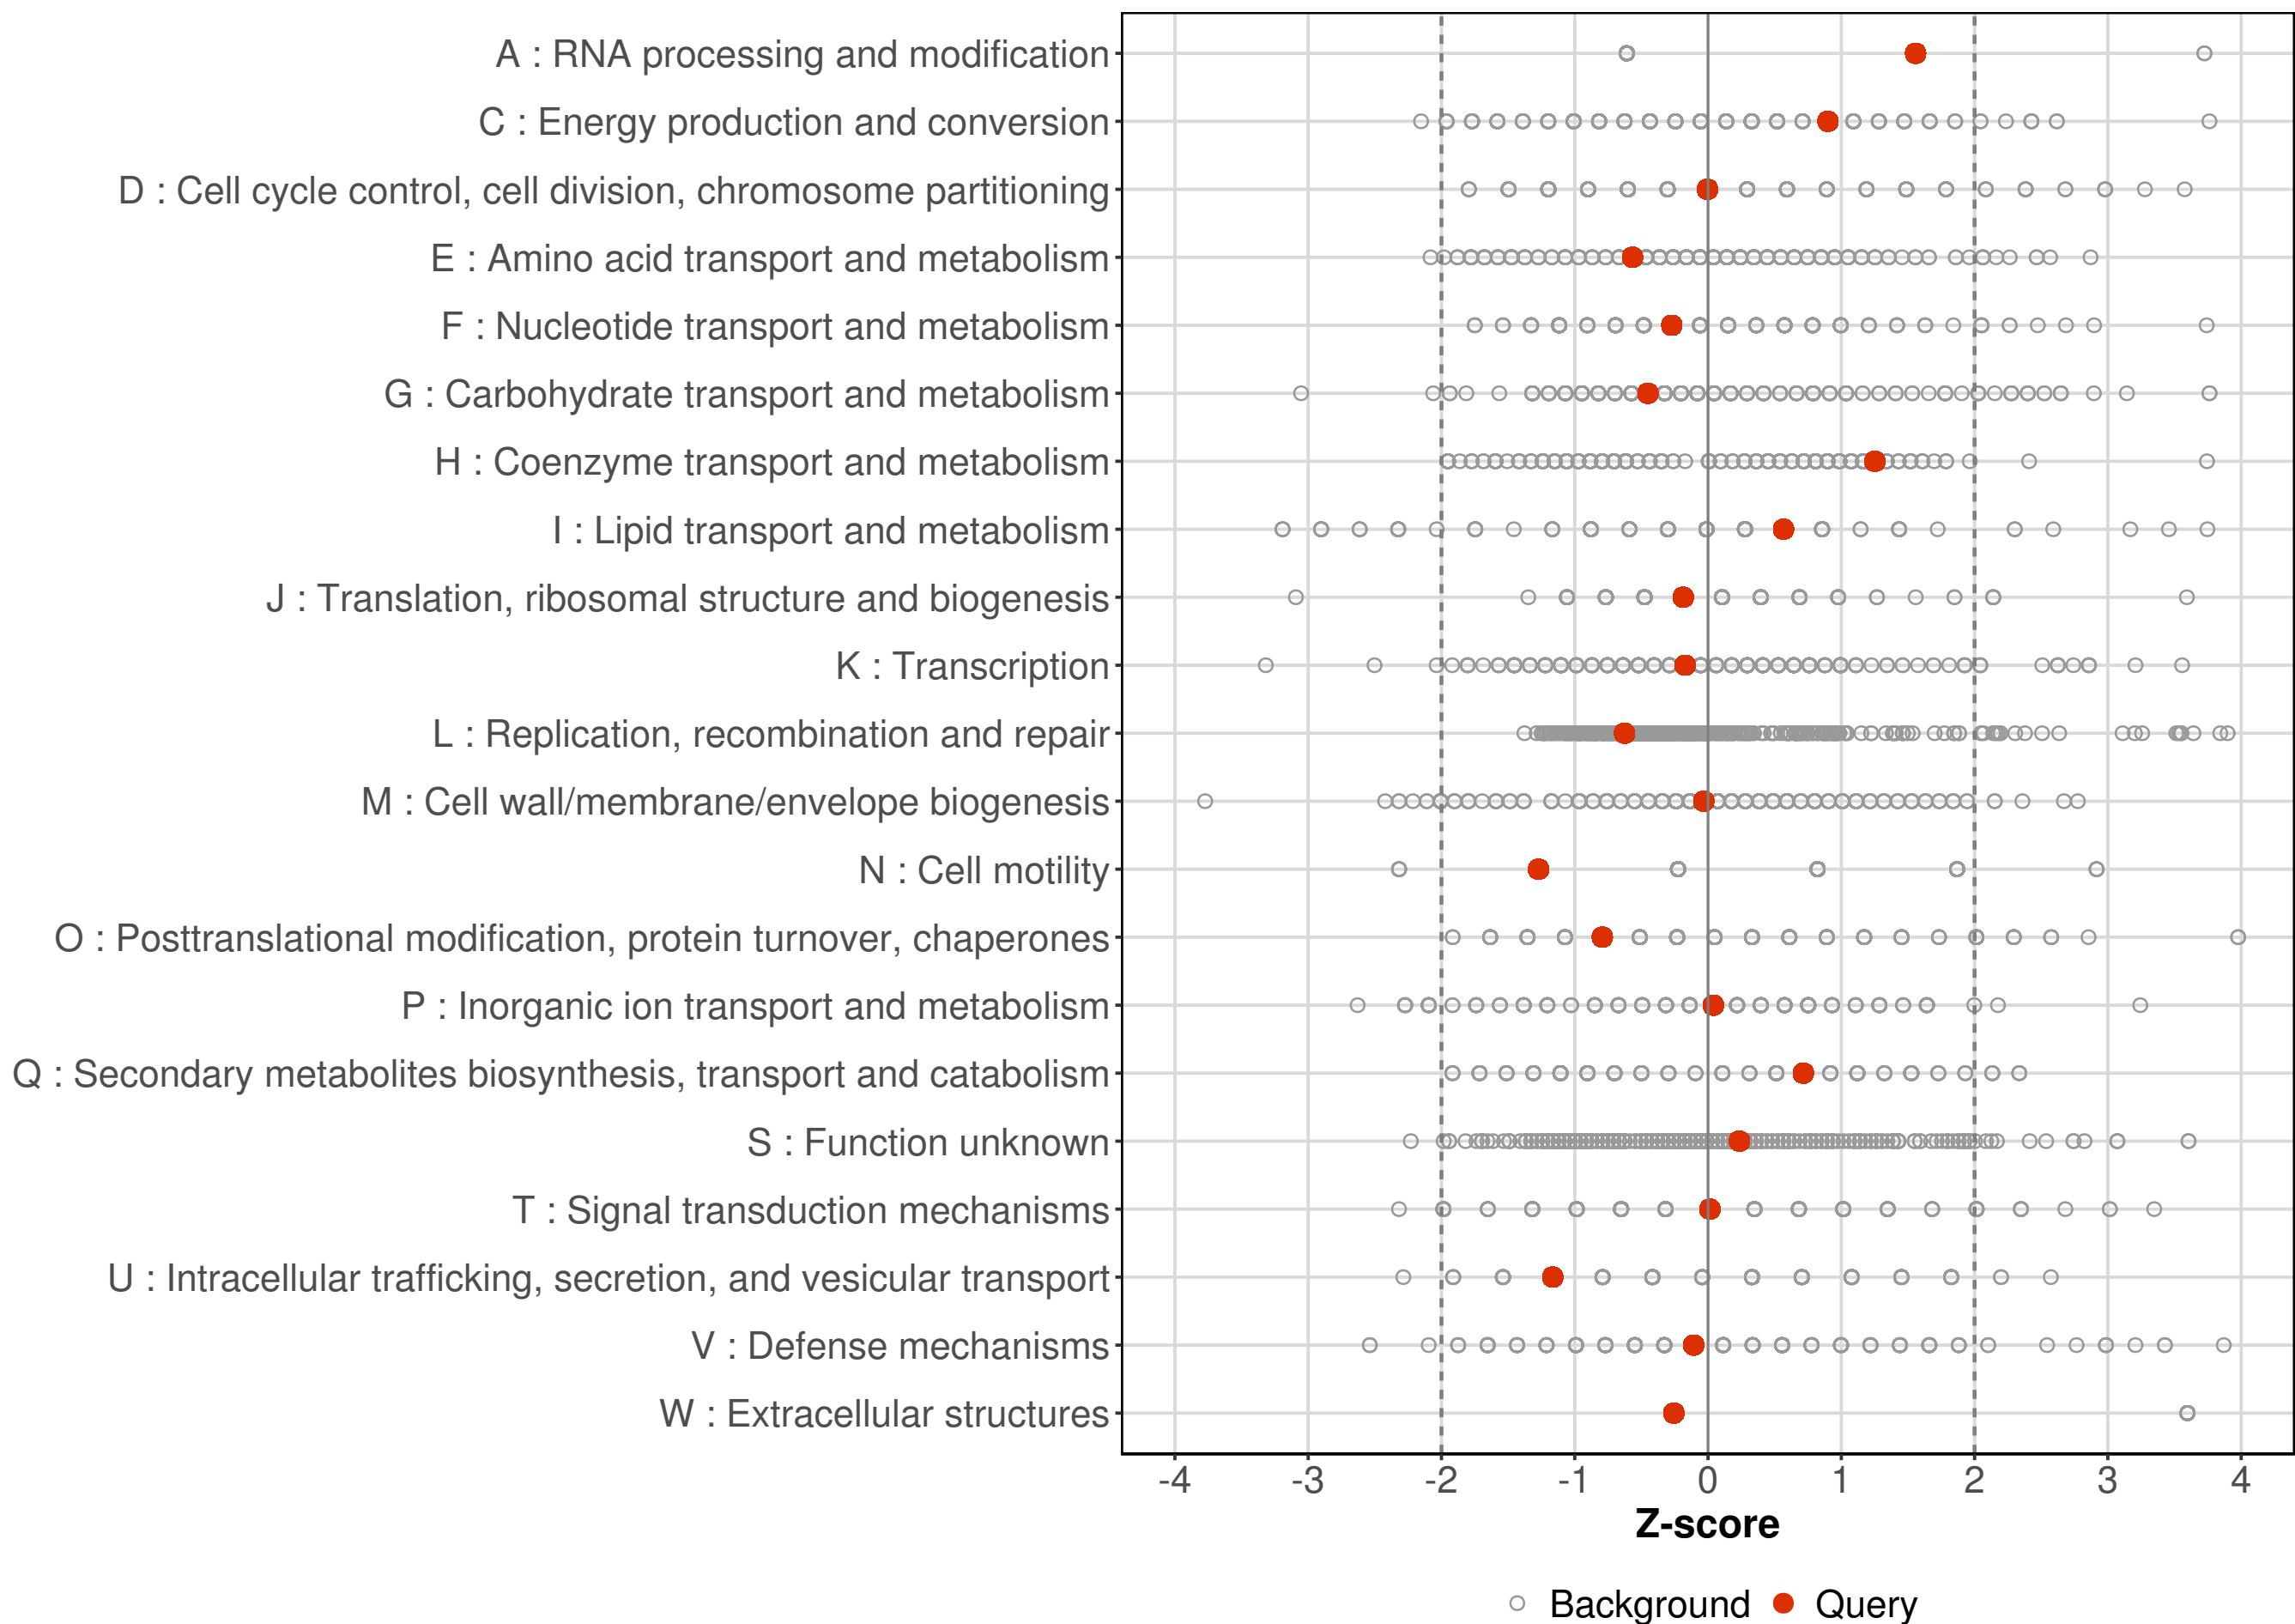 A : RNA processing and modification
C : Energy production and conversion
D : Cell cycle control, cell division, chromosome partitioning
E : Amino acid transport and metabolism
F : Nucleotide transport and metabolism
G : Carbohydrate transport and metabolism
H : Coenzyme transport and metabolism
I : Lipid transport and metabolism
J : Translation, ribosomal structure and biogenesis
K : Transcription
L : Replication, recombination and repair
M : Cell wall/membrane/envelope biogenesis
N : Cell motility
O : Posttranslational modification, protein turnover, chaperones
P : Inorganic ion transport and metabolism
Q : Secondary metabolites biosynthesis, transport and catabolism
S : Function unknown
T : Signal transduction mechanisms
U : Intracellular trafficking, secretion, and vesicular transport
V : Defense mechanisms
W : Extracellular structures
-4 -3 -2 -1 0 1 2 3 4
Z-score
Background Query